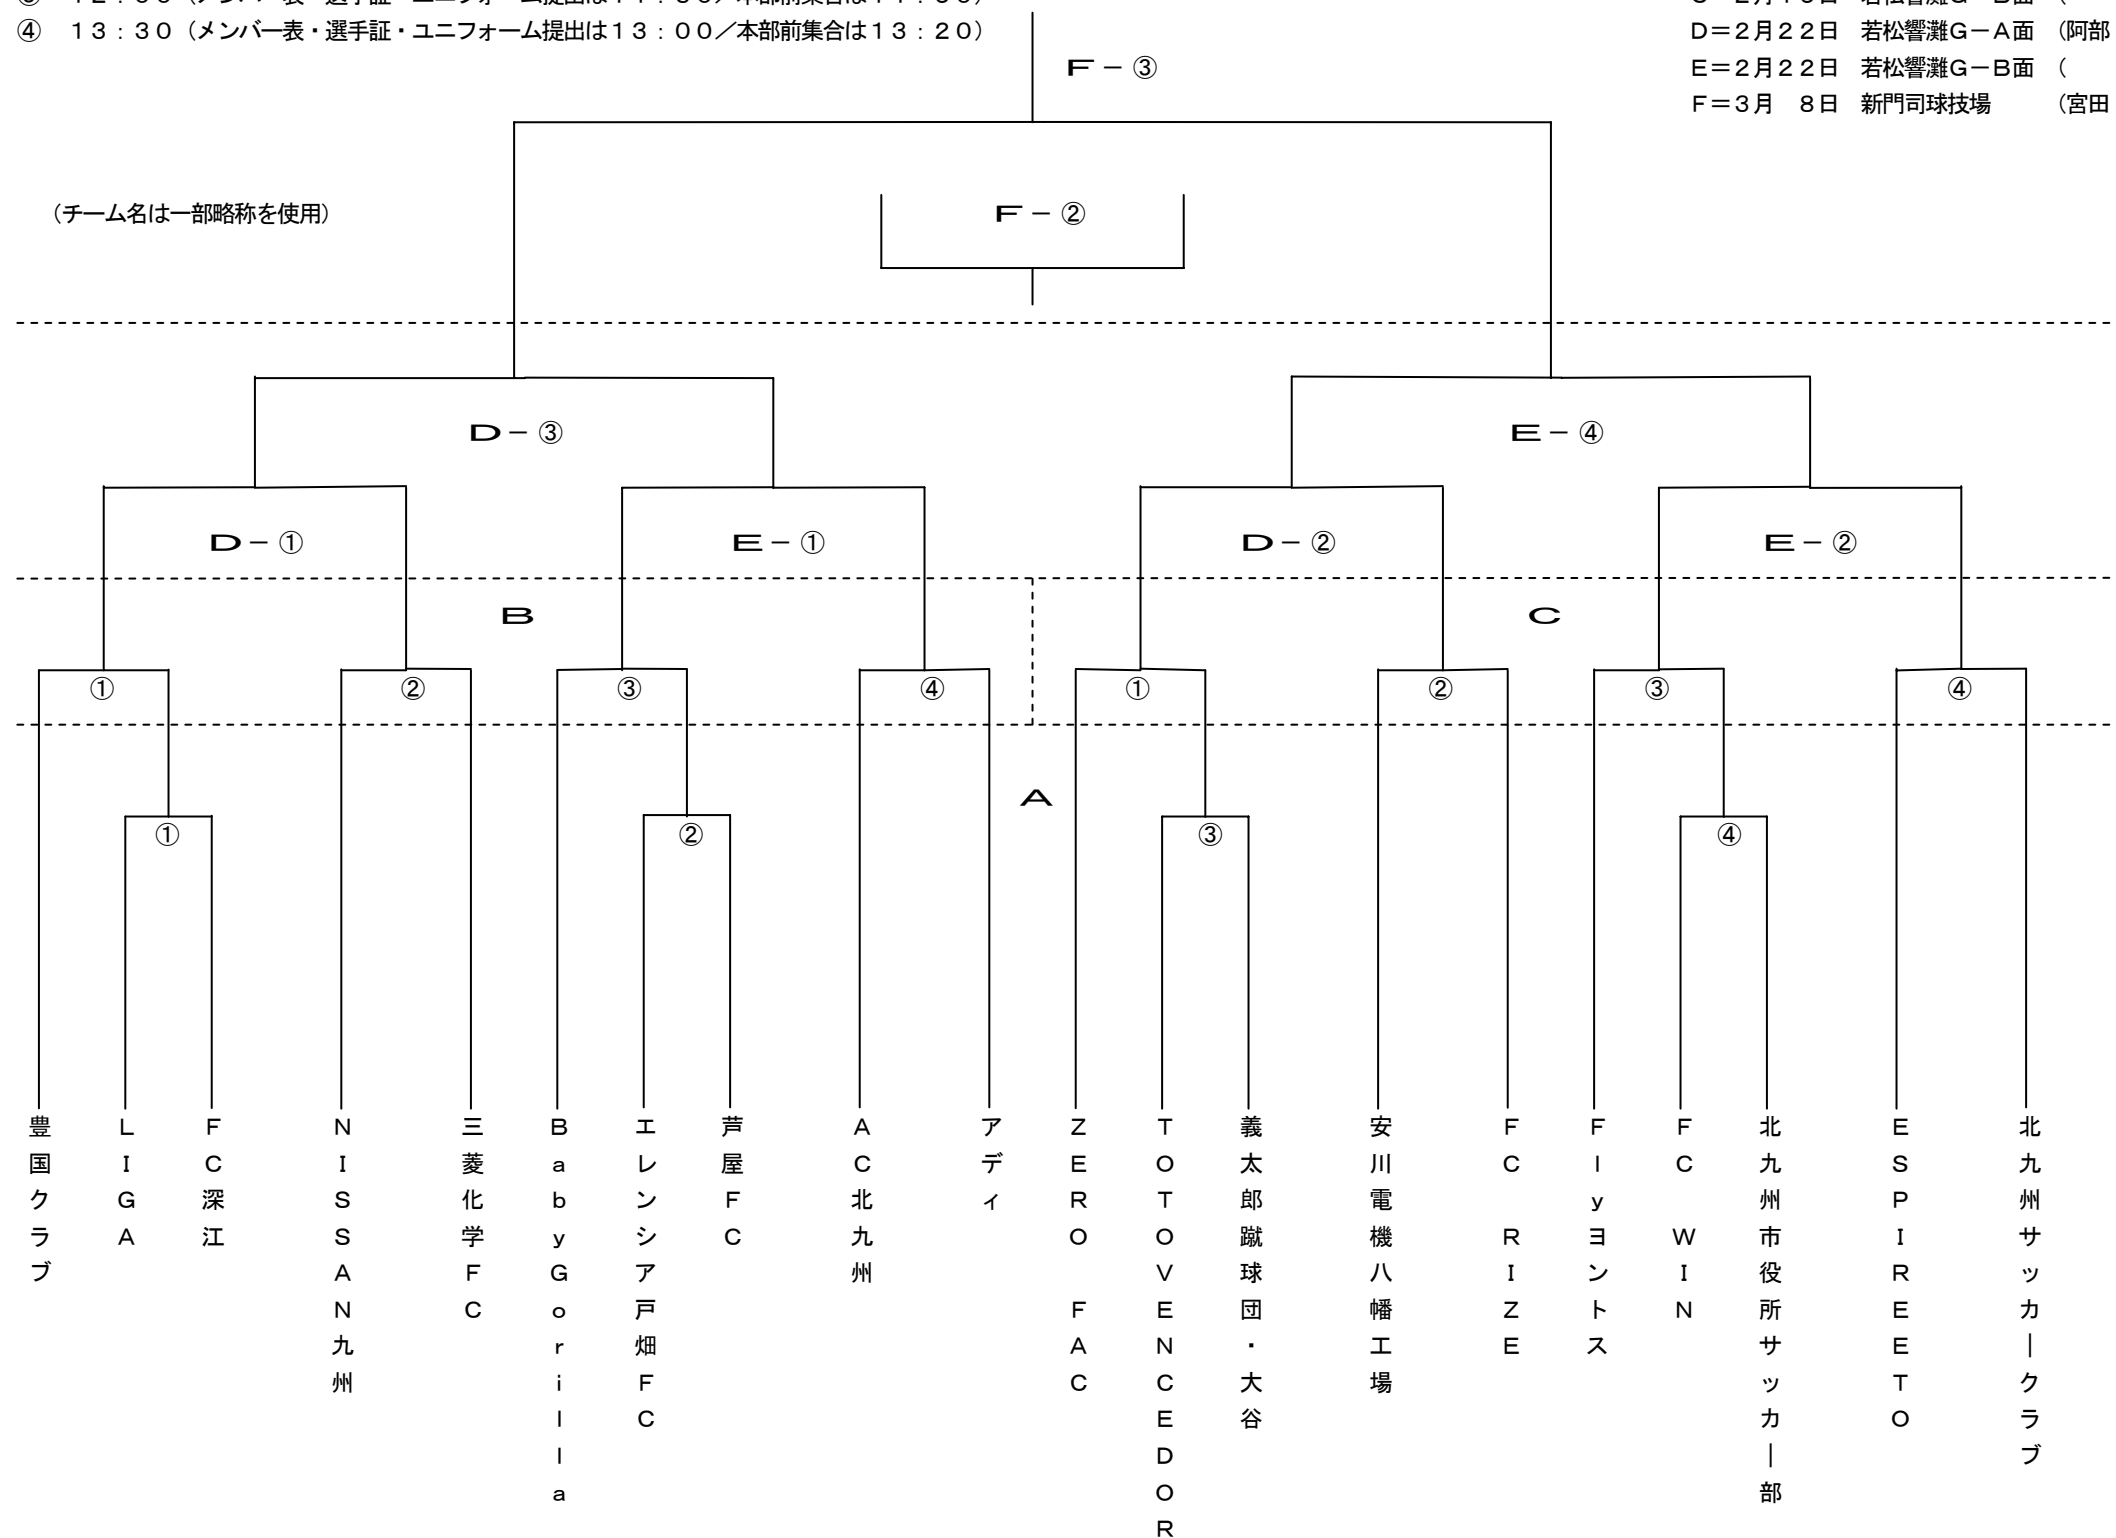 ④　１３：３０（メンバー表・選手証・ユニフォーム提出は１３：００／本部前集合は１３：２０）
Ｄ＝２月２２日　若松響灘Ｇ－Ａ面　（阿部
Ｅ＝２月２２日　若松響灘Ｇ－Ｂ面　（
Ｆ＝３月　８日　新門司球技場　　　（宮田
Ｆ－③
（チーム名は一部略称を使用）
Ｆ－②
Ｄ－③
Ｅ－④
Ｄ－①
Ｅ－①
Ｄ－②
Ｅ－②
Ｂ
Ｃ
①
②
③
④
①
②
③
④
Ａ
①
②
③
④
豊国クラブ
ＬＩＧＡ
ＦＣ深江
ＮＩＳＳＡＮ九州
三菱化学ＦＣ
ＢａｂｙＧｏｒｉｌｌａ
エレンシア戸畑ＦＣ
芦屋ＦＣ
ＡＣ北九州
アディ
ＺＥＲＯ　ＦＡＣ
ＴＯＴＯＶＥＮＣＥＤＯＲ
義太郎蹴球団・大谷
安川電機八幡工場
ＦＣ　ＲＩＺＥ
Ｆｌｙヨントス
ＦＣ　ＷＩＮ
北九州市役所サッカー部
ＥＳＰＩＲＥＥＴＯ
北九州サッカークラブ